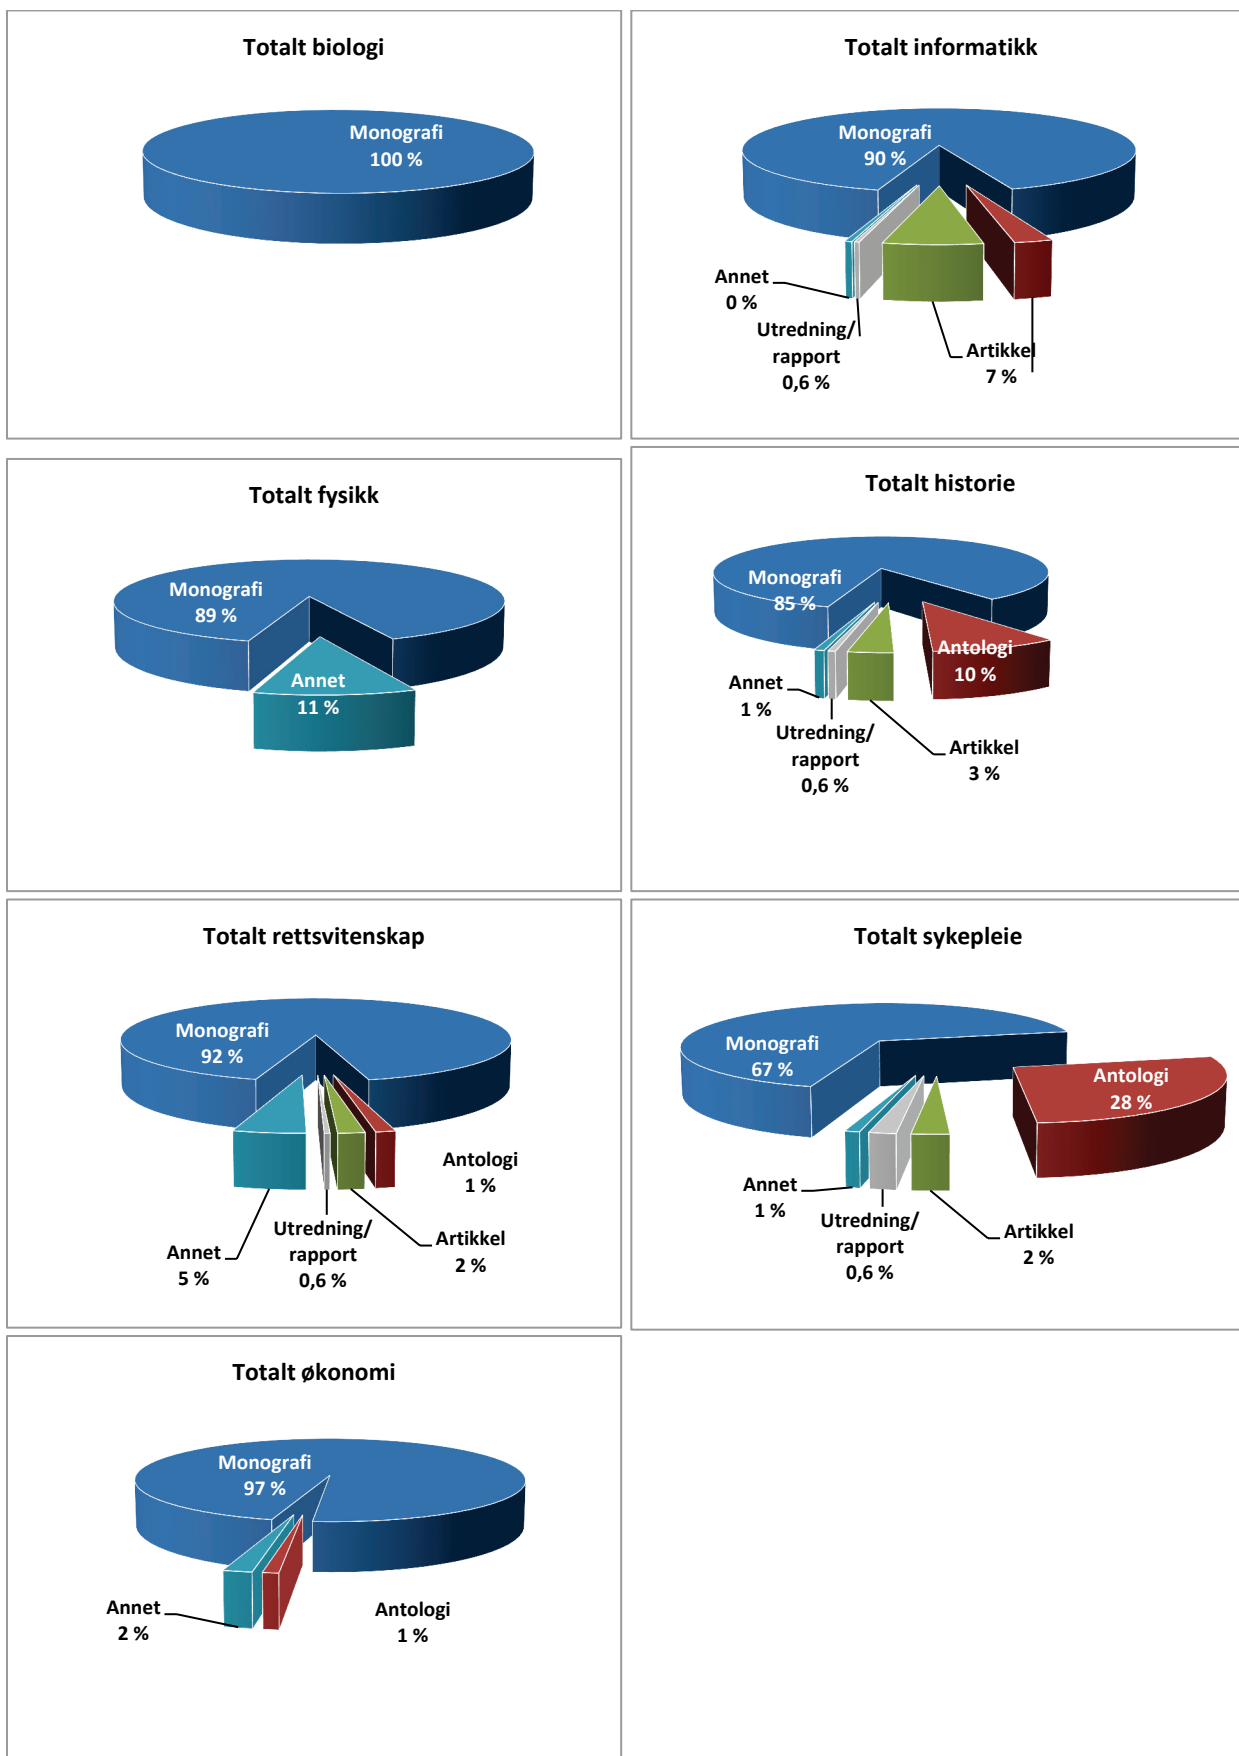 Totalt biologi
Monografi
100 %
Totalt informatikk
Monografi
90 %
Annet
0 %
Utredning/
rapport
0,6 %
Artikkel
7 %
Totalt fysikk
Monografi
89 %
Annet
11 %
Totalt historie
Monografi
85 %
Antologi
10 %
Annet
1 %
Utredning/
rapport
0,6 %
Artikkel
3 %
Totalt rettsvitenskap
Monografi
92 %
Antologi
1 %
Annet
5 %
Utredning/
rapport
0,6 %
Artikkel
2 %
Totalt sykepleie
Monografi
67 %
Antologi
28 %
Annet
1 %
Utredning/
rapport
0,6 %
Artikkel
2 %
Totalt økonomi
Monografi
97 %
Annet
2 %
Antologi
1 %